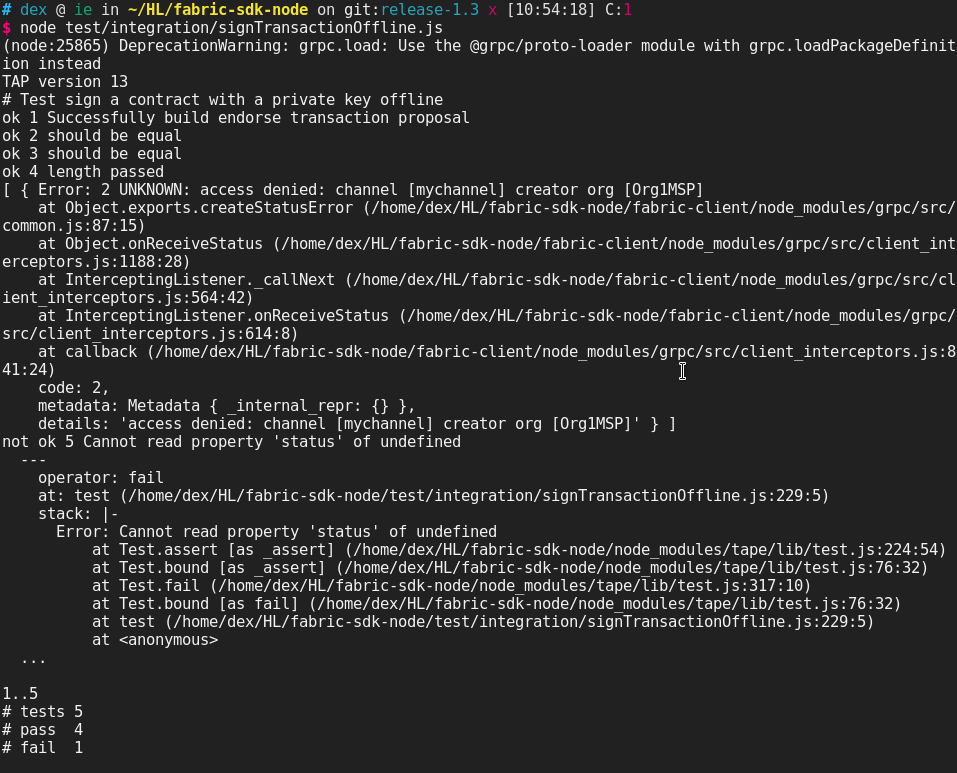 # dex @ ie in ~/HL/fabric-sdk-node on git:release-1.3 x [10:54:18] C:1
$ node test/integration/signTransactionOffline.js
(node:25865) DeprecationWarning: grpc.load: Use the @grpc/proto-loader module with grpc.loadPackageDefinit
ion instead
TAP version 13
# Test sign a contract with a private key offline
ok 1 Successfully build endorse transaction proposal
ok 2 should be equal
ok 3 should be equal
ok 4 length passed
[ { Error: 2 UNKNOWN: access denied: channel [mychannel] creator org [Org1MSP]
    at Object.exports.createStatusError (/home/dex/HL/fabric-sdk-node/fabric-client/node_modules/grpc/src/
common.js:87:15)
    at Object.onReceiveStatus (/home/dex/HL/fabric-sdk-node/fabric-client/node_modules/grpc/src/client_int
erceptors.js:1188:28)
    at InterceptingListener._callNext (/home/dex/HL/fabric-sdk-node/fabric-client/node_modules/grpc/src/cl
ient_interceptors.js:564:42)
    at InterceptingListener.onReceiveStatus (/home/dex/HL/fabric-sdk-node/fabric-client/node_modules/grpc/
src/client_interceptors.js:614:8)
    at callback (/home/dex/HL/fabric-sdk-node/fabric-client/node_modules/grpc/src/client_interceptors.js:8
41:24)
    code: 2,
    metadata: Metadata { _internal_repr: {} },
    details: 'access denied: channel [mychannel] creator org [Org1MSP]' } ]
not ok 5 Cannot read property 'status' of undefined
  ---
    operator: fail
    at: test (/home/dex/HL/fabric-sdk-node/test/integration/signTransactionOffline.js:229:5)
    stack: |-
      Error: Cannot read property 'status' of undefined
          at Test.assert [as _assert] (/home/dex/HL/fabric-sdk-node/node_modules/tape/lib/test.js:224:54)
          at Test.bound [as _assert] (/home/dex/HL/fabric-sdk-node/node_modules/tape/lib/test.js:76:32)
          at Test.fail (/home/dex/HL/fabric-sdk-node/node_modules/tape/lib/test.js:317:10)
          at Test.bound [as fail] (/home/dex/HL/fabric-sdk-node/node_modules/tape/lib/test.js:76:32)
          at test (/home/dex/HL/fabric-sdk-node/test/integration/signTransactionOffline.js:229:5)
          at <anonymous>
  ...

1..5
# tests 5
# pass  4
# fail  1